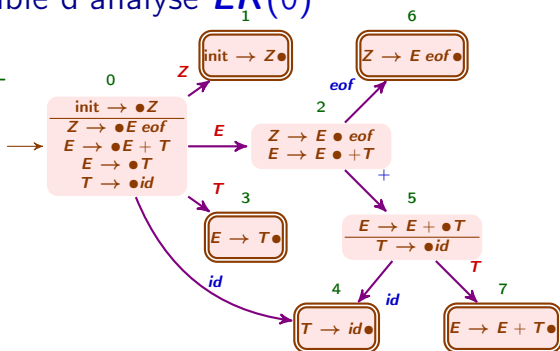 ble d'analyse LR(0)
1
init → Z●
6
Z → E eof●
Z
eof
0
init → ●Z
Z → ●E eof
E → ●E + T
E → ●T
T → ●id
E
2
Z → E ● eof
E → E ● +T
T
3
E → T●
+
5
E → E + ●T
T → ●id
id
id
T
4
T → id●
7
E → E + T●